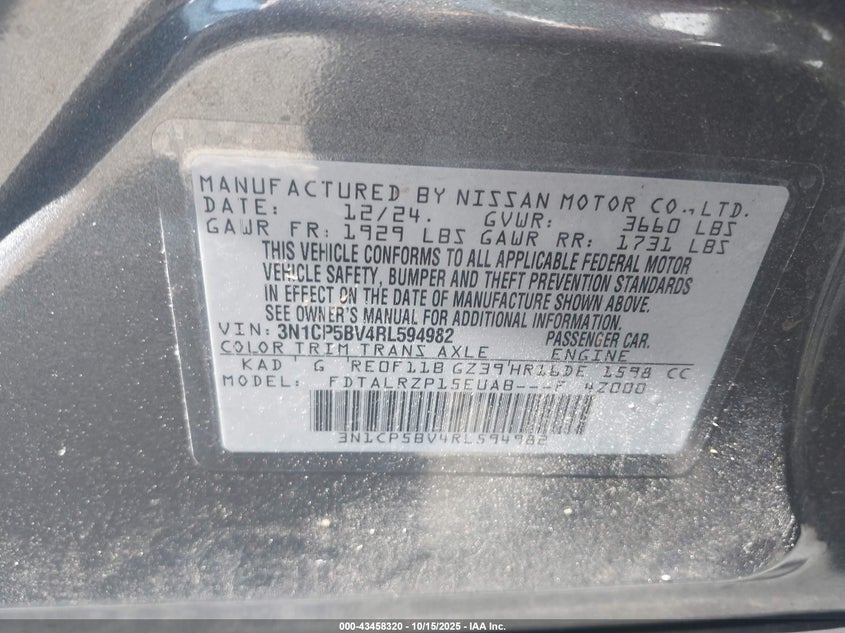 MANUFACTURED BY NISSAN MOTOR CO.,LTD.
DATE: 12/24. GVWR: 3660 LBS
GAWR FR: 1929 LBS GAWR RR: 1731 LBS
THIS VEHICLE CONFORMS TO ALL APPLICABLE FEDERAL MOTOR
VEHICLE SAFETY, BUMPER AND THEFT PREVENTION STANDARDS
IN EFFECT ON THE DATE OF MANUFACTURE SHOWN ABOVE.
SEE OWNER'S MANUAL FOR ADDITIONAL INFORMATION.
VIN: 3N1CP5BV4RL594982 PASSENGER CAR.
COLOR TRIM TRANS AXLE ENGINE
KAD G RE0F11B GZ39 HR16DE 1598 CC
MODEL: FDTALRZP15EUAB---F 4Z000
3N1CP5BV4RL594982
000-43458320 - 10/15/2025 - IAA Inc.